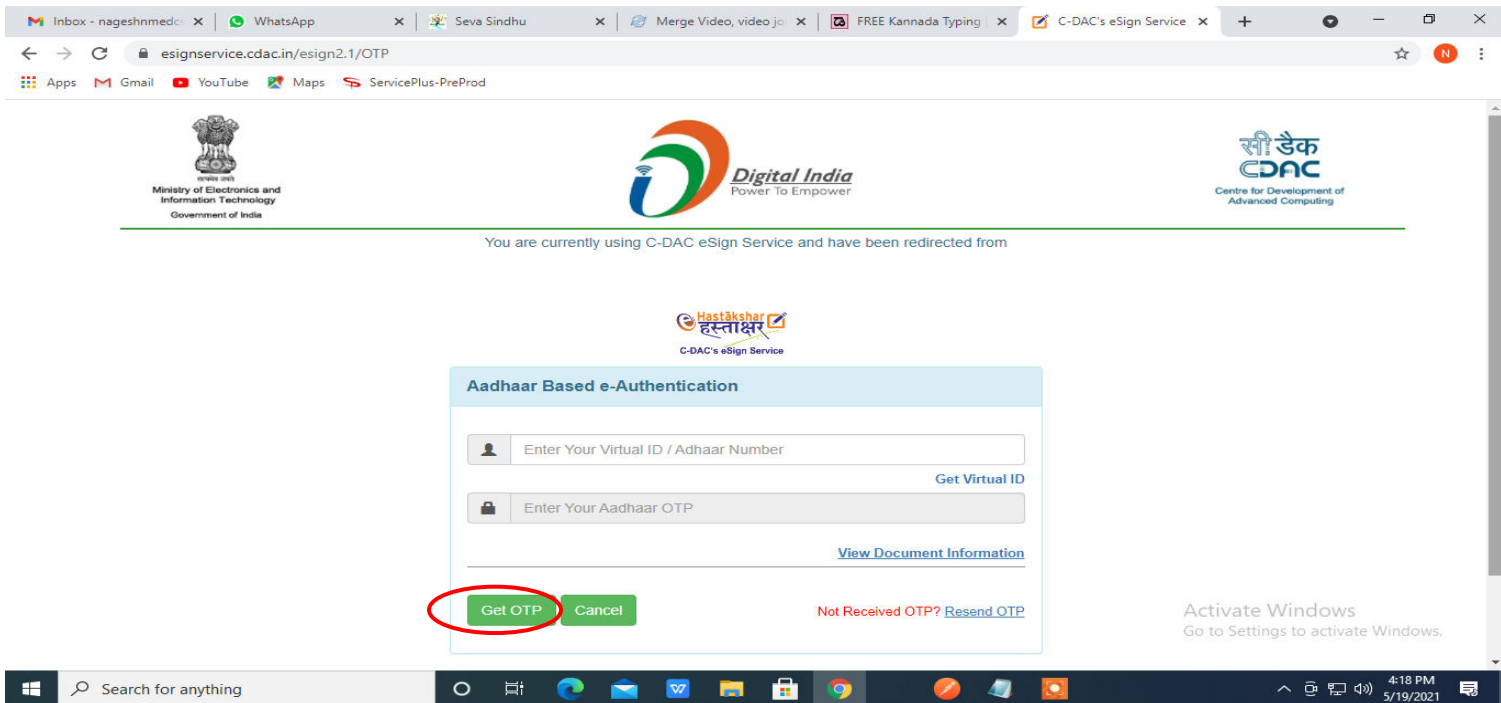 Inbox - nageshnmedcs
WhatsApp
Seva Sindhu
Merge Video, video jo
FREE Kannada Typing
C-DAC's eSign Service
esignservice.cdac.in/esign2.1/OTP
N
Apps
Gmail
YouTube
Maps
ServicePlus-PreProd
सत्यमेव जयते
Ministry of Electronics and
Information Technology
Government of India
Digital India
Power To Empower
सी डैक
CDAC
Centre for Development of
Advanced Computing
You are currently using C-DAC eSign Service and have been redirected from
e Hastākshar
हस्ताक्षर
C-DAC's eSign Service
Aadhaar Based e-Authentication
Enter Your Virtual ID / Adhaar Number
Get Virtual ID
Enter Your Aadhaar OTP
View Document Information
Get OTP Cancel Not Received OTP? Resend OTP
Activate Windows
Go to Settings to activate Windows.
Search for anything
4:18 PM
5/19/2021